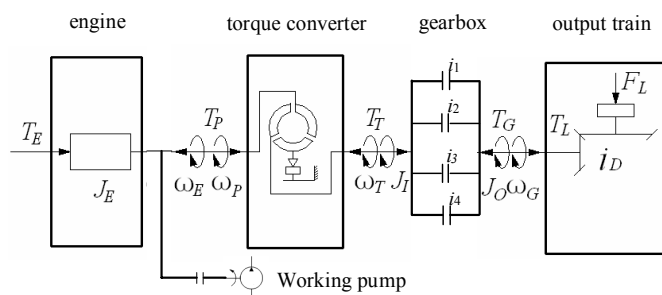 engine
torque converter
gearbox
output train
T_E
J_E
T_P
ω_E
ω_P
T_T
ω_T
J_I
i_1
i_2
i_3
i_4
T_G
J_O
ω_G
T_L
F_L
i_D
Working pump